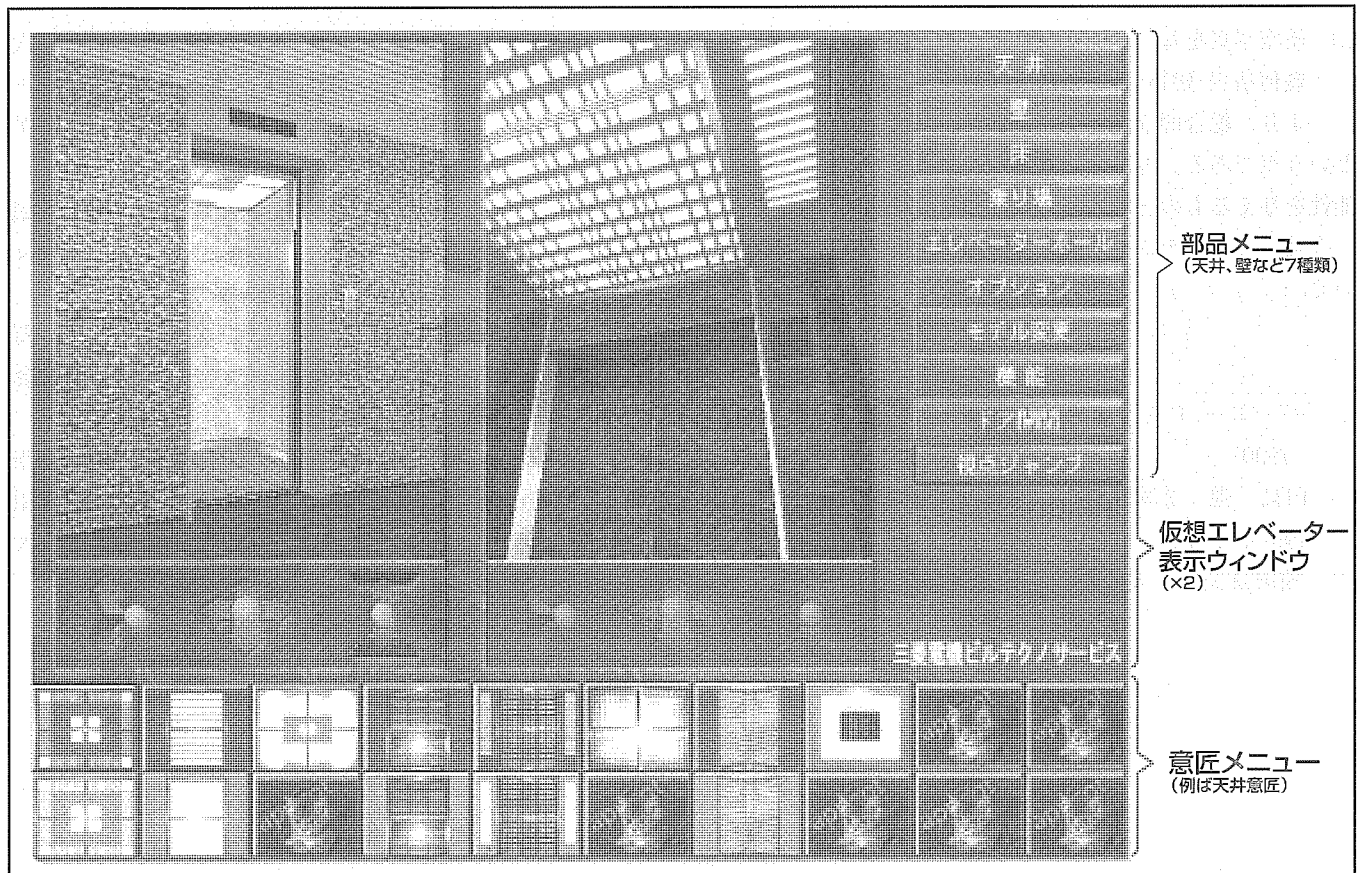 天井
壁
床
乗り場
エレベーターホール
オプション
モデル変更
機能
ドア開閉
視点ジャンプ
部品メニュー
(天井、壁など7種類)
仮想エレベーター
表示ウィンドウ
(×2)
三菱電機ビルテクノサービス
意匠メニュー
(例ば天井意匠)